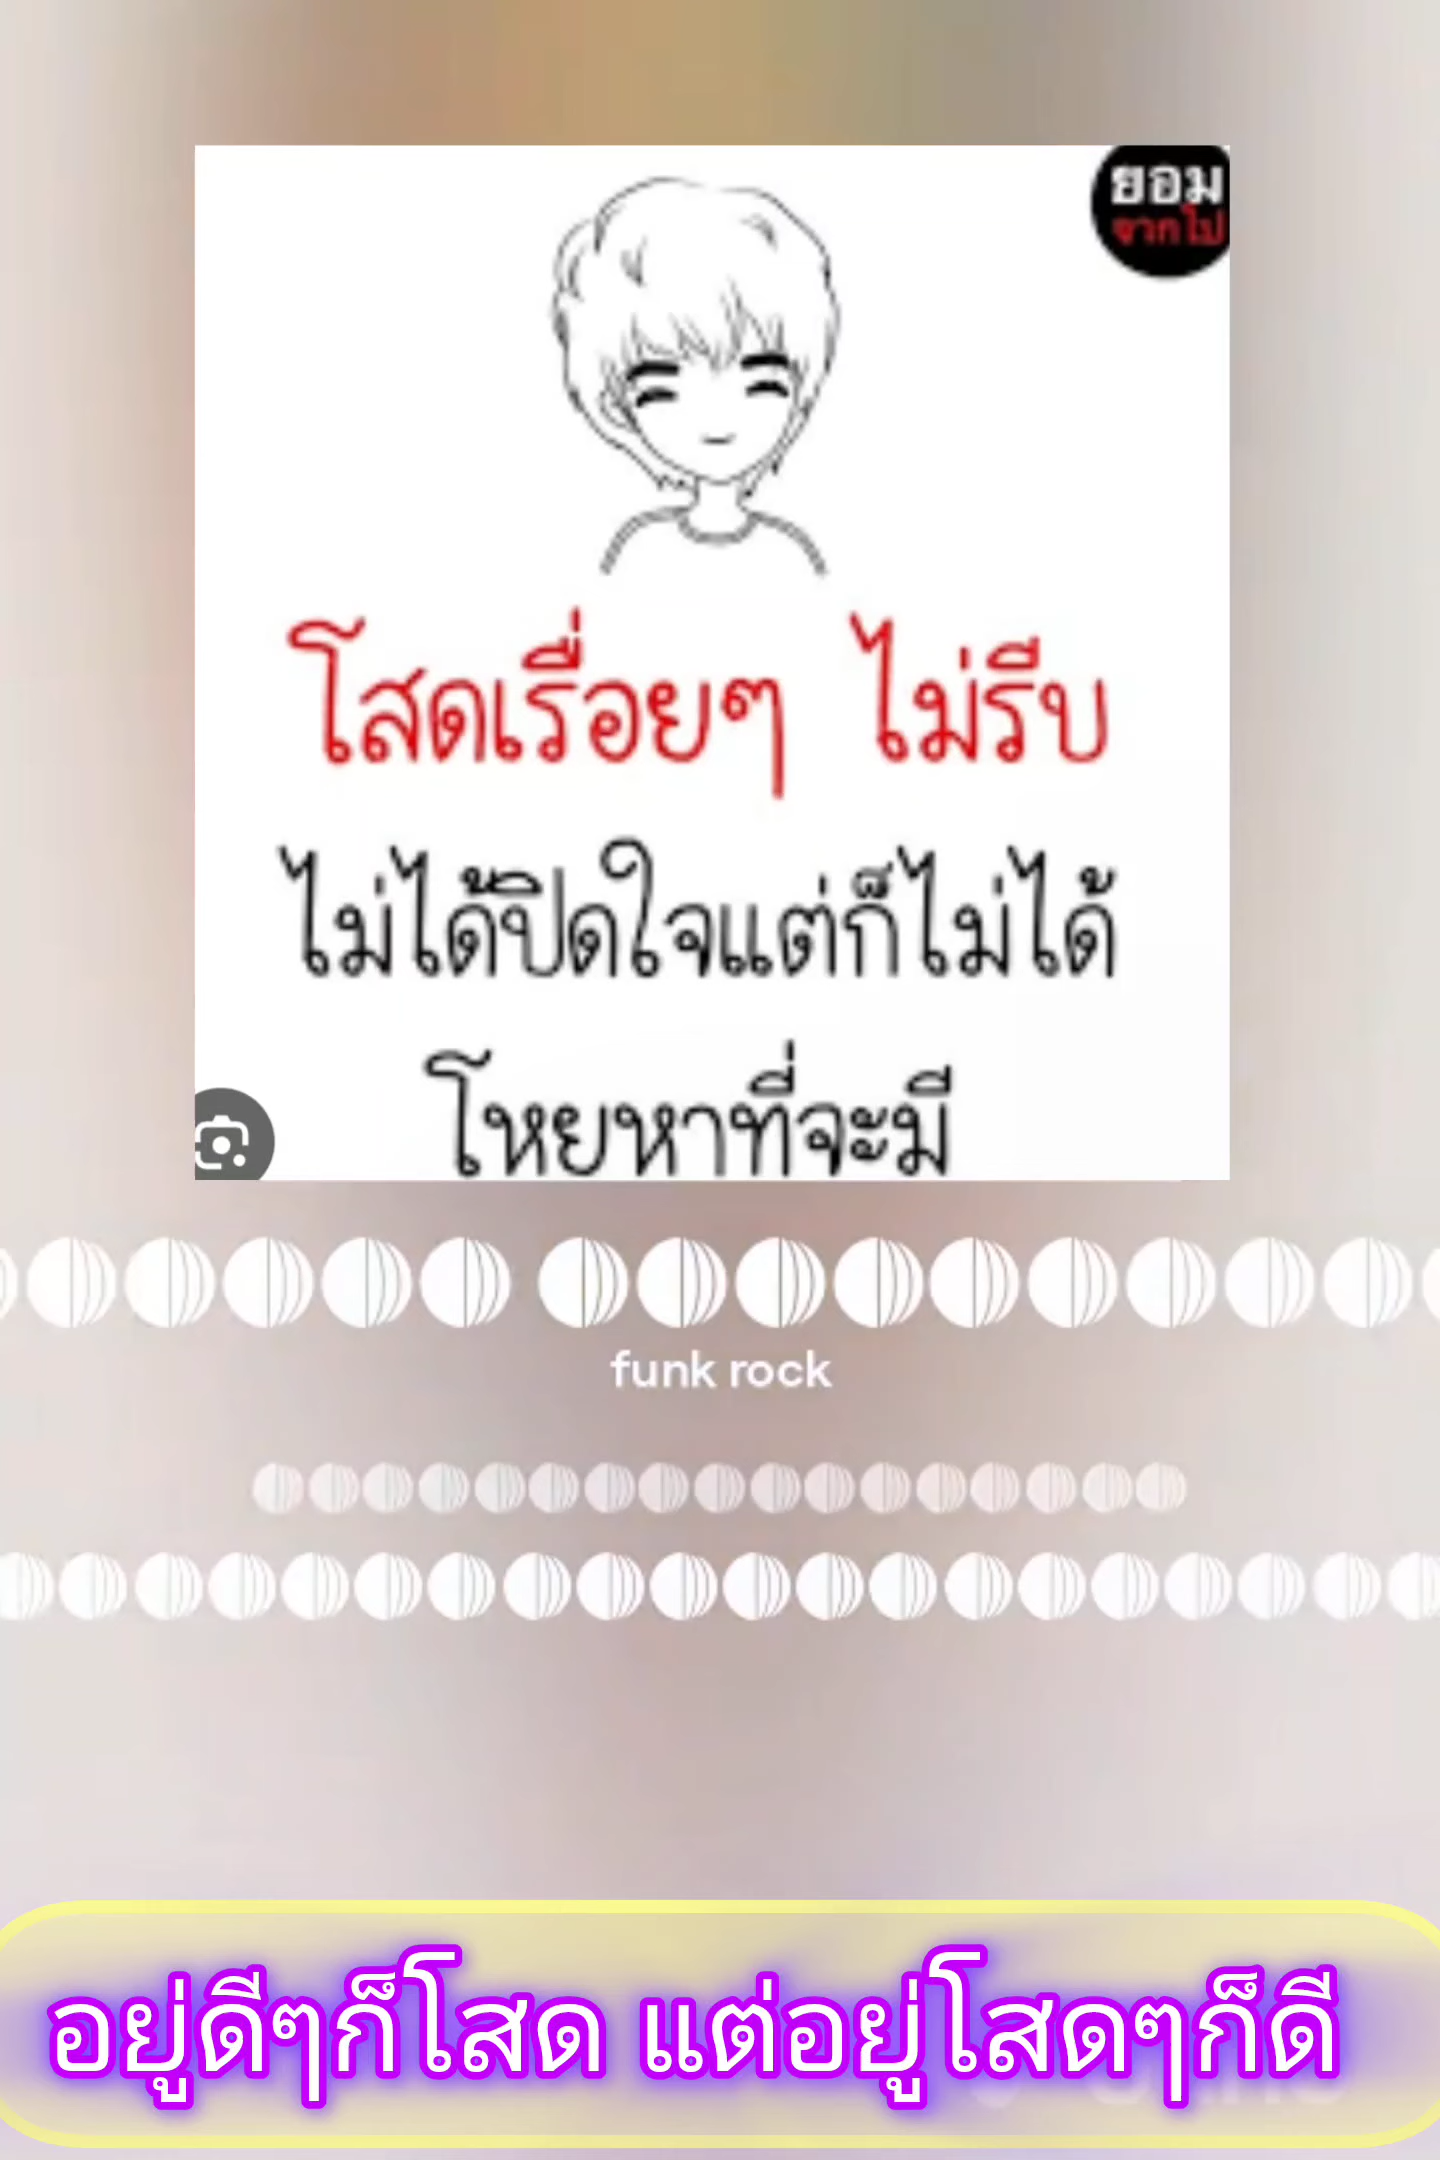 ยอม
จากไป
โสดเรื่อยๆ ไม่รีบ
ไม่ได้ปิดใจแต่ก็ไม่ได้
โหยหาที่จะมี
funk rock
อยู่ดีๆก็โสด แต่อยู่โสดๆก็ดี